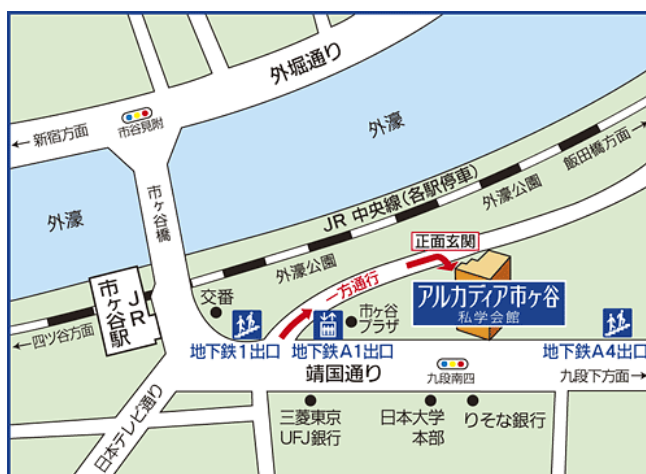 外堀通り
←新宿方面
市谷見附
外濠
飯田橋方面→
市ヶ谷橋
外濠
JR 中央線(各駅停車)
外濠公園
正面玄関
外濠公園
一方通行
JR
市ヶ谷駅
交番
市ヶ谷
プラザ
アルカディア市ヶ谷
私学会館
←四ツ谷方面
地下鉄1出口
地下鉄A1出口
地下鉄A4出口
靖国通り
九段南四
九段下方面→
日本テレビ通り
三菱東京
UFJ銀行
日本大学
本部
りそな銀行